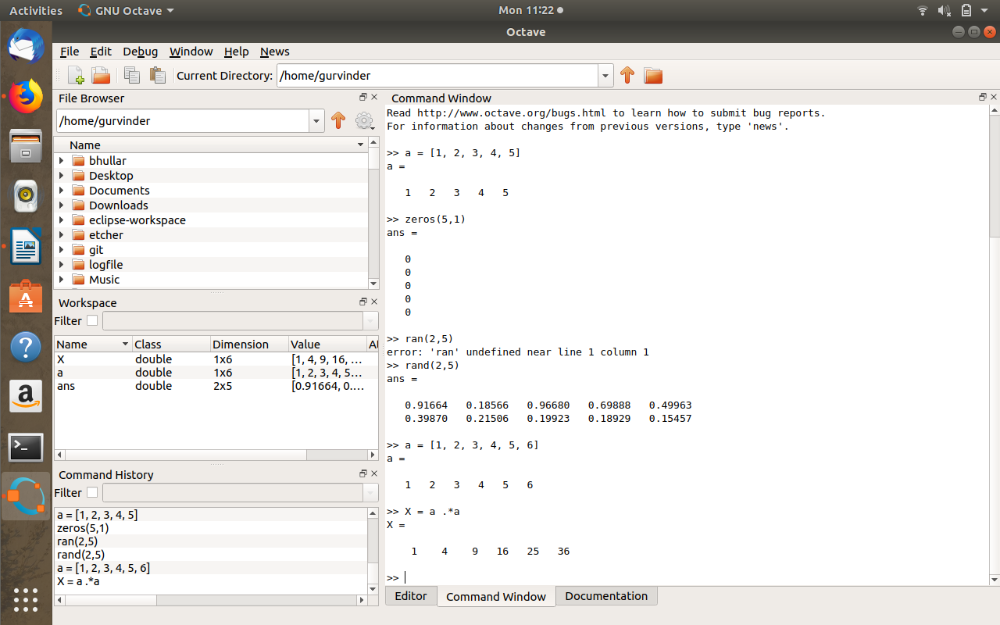 Activities GNU Octave Mon 11:22
Octave
File Edit Debug Window Help News
Current Directory: /home/gurvinder
File Browser
/home/gurvinder
Name
bhullar
Desktop
Documents
Downloads
eclipse-workspace
etcher
git
logfile
Music
Workspace
Filter
Name Class Dimension Value
X double 1x6 [1, 4, 9, 16, ...
a double 1x6 [1, 2, 3, 4, 5...
ans double 2x5 [0.91664, 0....
Command History
Filter
a = [1, 2, 3, 4, 5]
zeros(5,1)
ran(2,5)
rand(2,5)
a = [1, 2, 3, 4, 5, 6]
X = a .*a
Command Window
Read http://www.octave.org/bugs.html to learn how to submit bug reports.
For information about changes from previous versions, type 'news'.
>> a = [1, 2, 3, 4, 5]
a =
1 2 3 4 5
>> zeros(5,1)
ans =
0
0
0
0
0
>> ran(2,5)
error: 'ran' undefined near line 1 column 1
>> rand(2,5)
ans =
0.91664 0.18566 0.96680 0.69888 0.49963
0.39870 0.21506 0.19923 0.18929 0.15457
>> a = [1, 2, 3, 4, 5, 6]
a =
1 2 3 4 5 6
>> X = a .*a
X =
1 4 9 16 25 36
>>
Editor Command Window Documentation